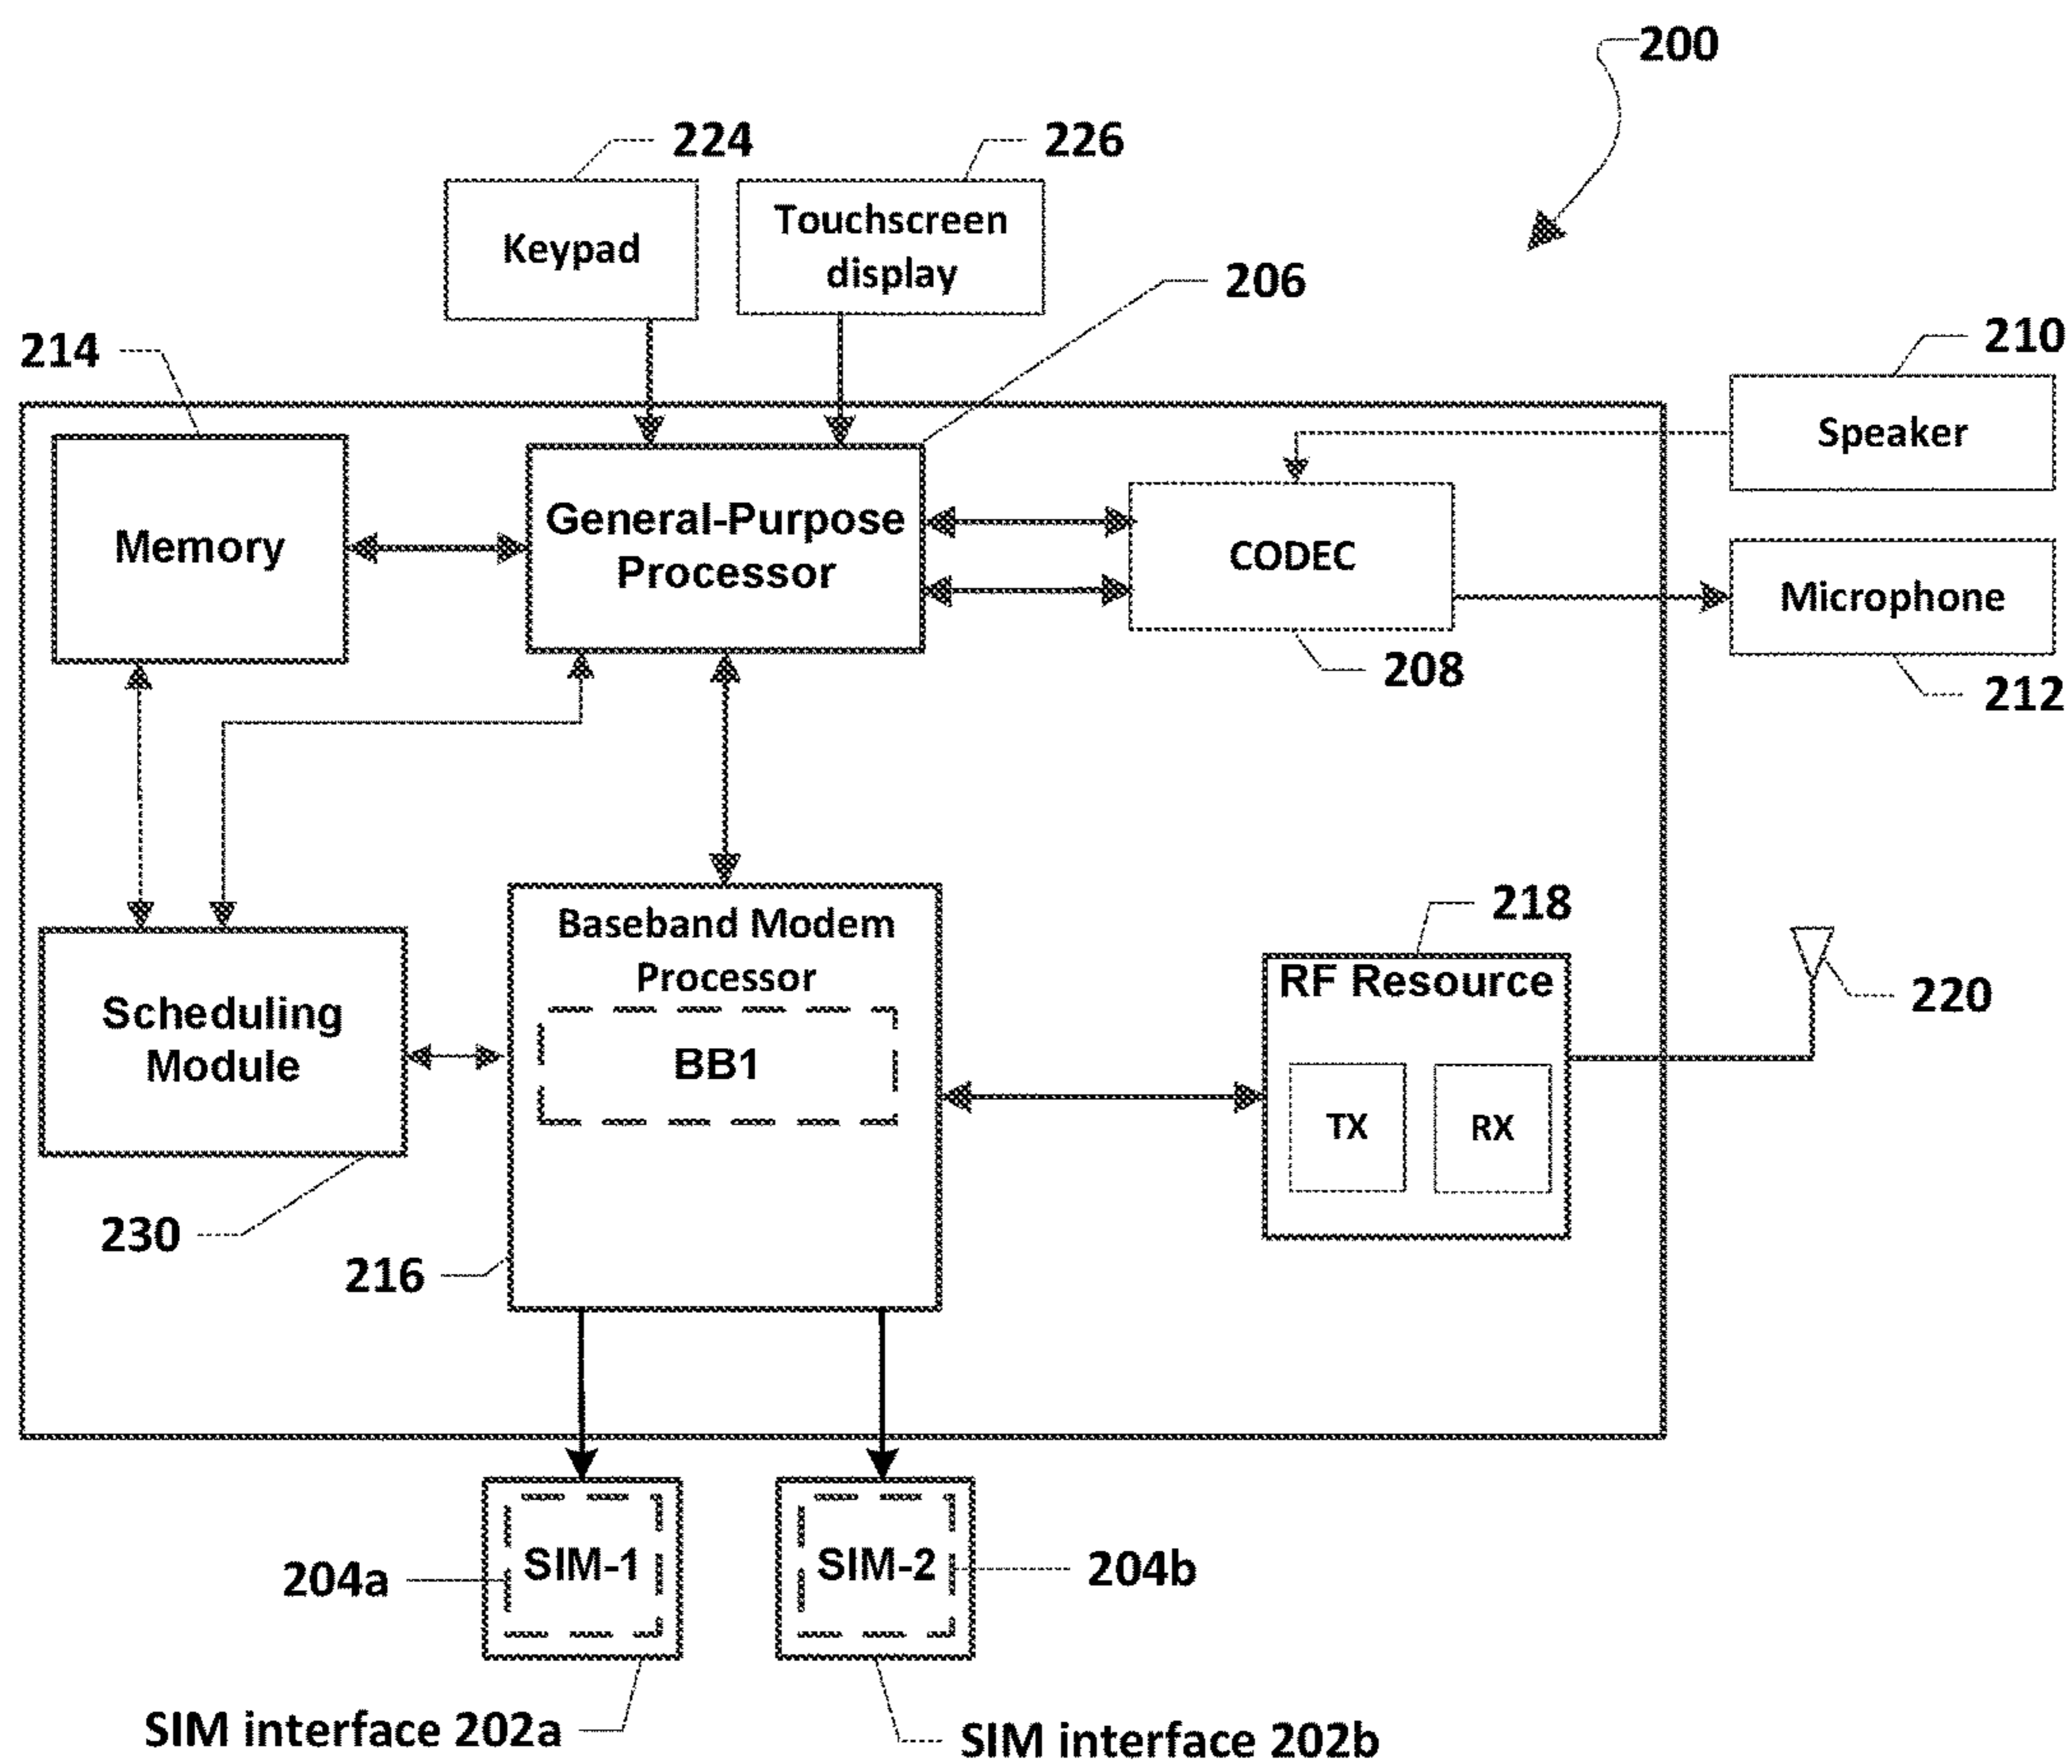 200
224
226
Keypad
Touchscreen
display
206
214
210
Speaker
Memory
General-Purpose
Processor
CODEC
Microphone
208
212
Baseband Modem
Processor
218
RF Resource
220
Scheduling
Module
BB1
TX
RX
230
216
SIM-1
SIM-2
204a
204b
SIM interface 202a
SIM interface 202b